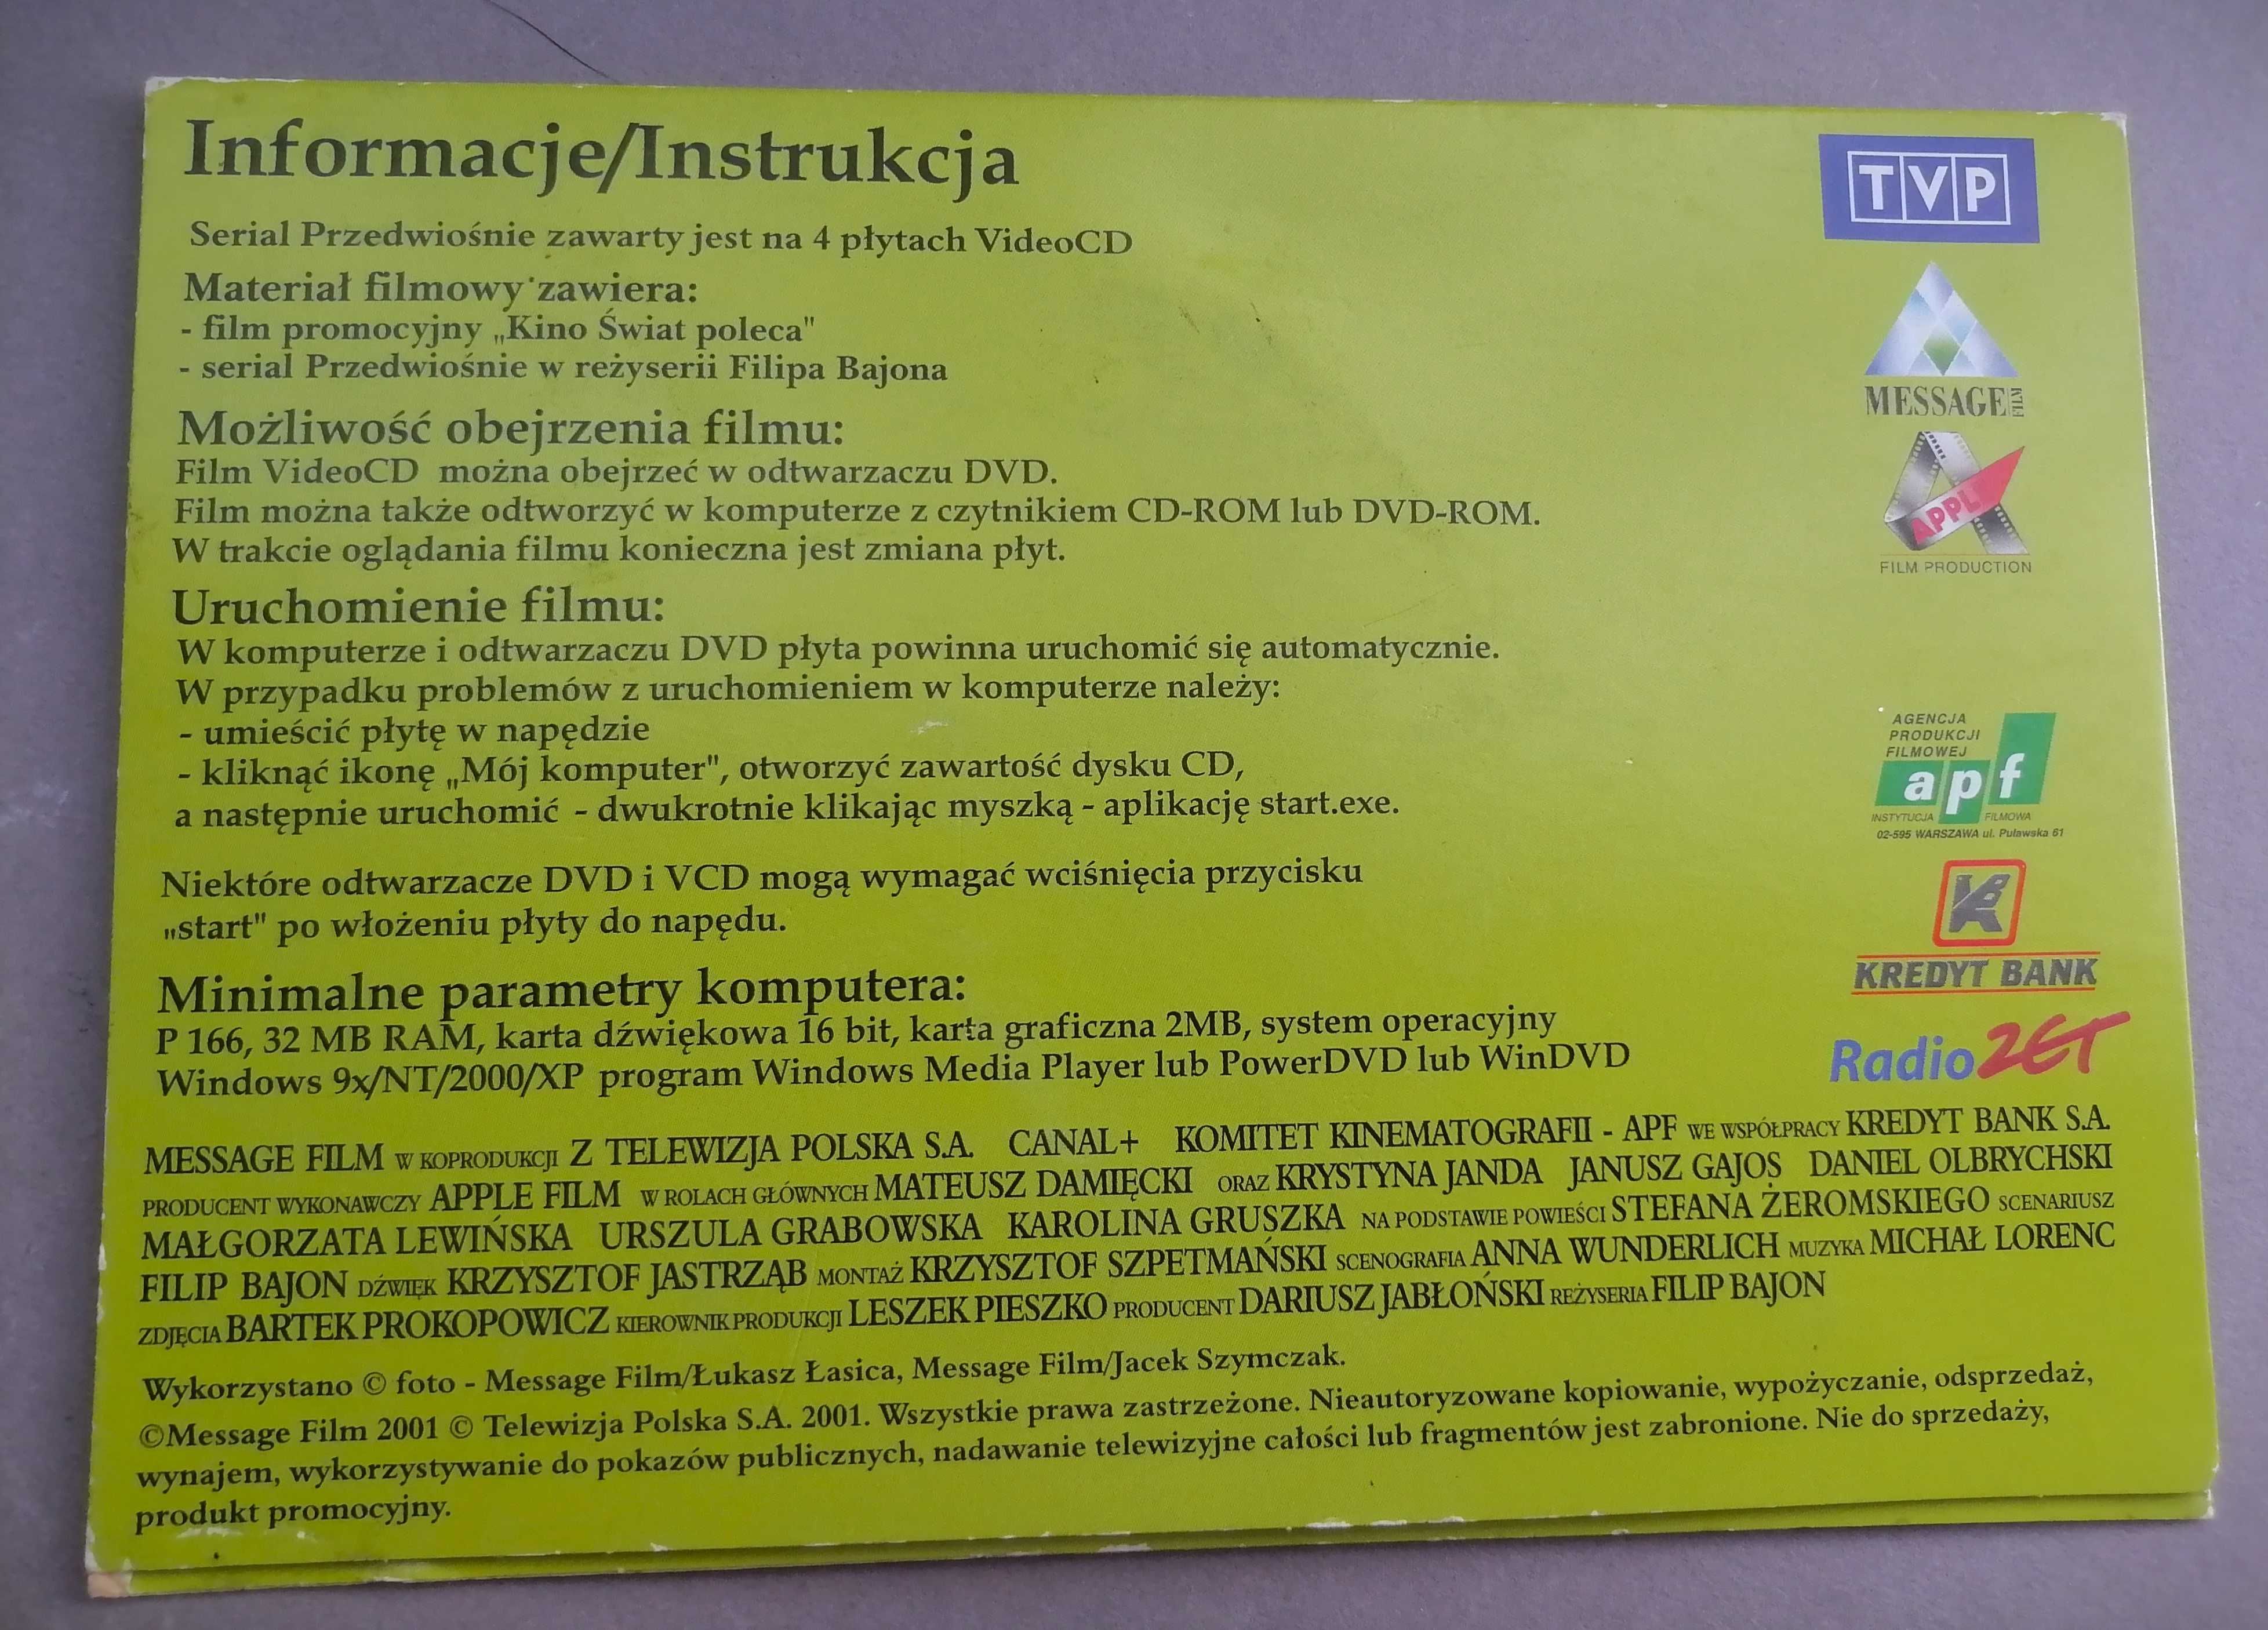 Informacje/Instrukcja
Serial Przedwiośnie zawarty jest na 4 płytach VideoCD
Materiał filmowy zawiera:
- film promocyjny „Kino Świat poleca"
- serial Przedwiośnie w reżyserii Filipa Bajona
Możliwość obejrzenia filmu:
Film VideoCD można obejrzeć w odtwarzaczu DVD.
Film można także odtworzyć w komputerze z czytnikiem CD-ROM lub DVD-ROM.
W trakcie oglądania filmu konieczna jest zmiana płyt.
Uruchomienie filmu:
W komputerze i odtwarzaczu DVD płyta powinna uruchomić się automatycznie.
W przypadku problemów z uruchomieniem w komputerze należy:
- umieścić płytę w napędzie
- kliknąć ikonę „Mój komputer", otworzyć zawartość dysku CD,
a następnie uruchomić - dwukrotnie klikając myszką - aplikację start.exe.
Niektóre odtwarzacze DVD i VCD mogą wymagać wciśnięcia przycisku
„start" po włożeniu płyty do napędu.
Minimalne parametry komputera:
P 166, 32 MB RAM, karta dźwiękowa 16 bit, karta graficzna 2MB, system operacyjny
Windows 9x/NT/2000/XP program Windows Media Player lub PowerDVD lub WinDVD
TVP
MESSAGE FILM
APPLE
FILM PRODUCTION
AGENCJA
PRODUKCJI
FILMOWEJ
apf
INSTYTUCJA FILMOWA
02-595 WARSZAWA ul. Puławska 61
KREDYT BANK
Radio ZET
MESSAGE FILM W KOPRODUKCJI Z TELEWIZJA POLSKA S.A. CANAL+ KOMITET KINEMATOGRAFII - APF WE WSPÓŁPRACY KREDYT BANK S.A.
PRODUCENT WYKONAWCZY APPLE FILM W ROLACH GŁÓWNYCH MATEUSZ DAMIĘCKI ORAZ KRYSTYNA JANDA JANUSZ GAJOS DANIEL OLBRYCHSKI
MAŁGORZATA LEWIŃSKA URSZULA GRABOWSKA KAROLINA GRUSZKA NA PODSTAWIE POWIEŚCI STEFANA ŻEROMSKIEGO SCENARIUSZ
FILIP BAJON DŹWIĘK KRZYSZTOF JASTRZĄB MONTAŻ KRZYSZTOF SZPETMAŃSKI SCENOGRAFIA ANNA WUNDERLICH MUZYKA MICHAŁ LORENC
ZDJĘCIA BARTEK PROKOPOWICZ KIEROWNIK PRODUKCJI LESZEK PIESZKO PRODUCENT DARIUSZ JABŁOŃSKI REŻYSERIA FILIP BAJON
Wykorzystano © foto - Message Film/Łukasz Łasica, Message Film/Jacek Szymczak.
©Message Film 2001 © Telewizja Polska S.A. 2001. Wszystkie prawa zastrzeżone. Nieautoryzowane kopiowanie, wypożyczanie, odsprzedaż,
wynajem, wykorzystywanie do pokazów publicznych, nadawanie telewizyjne całości lub fragmentów jest zabronione. Nie do sprzedaży,
produkt promocyjny.